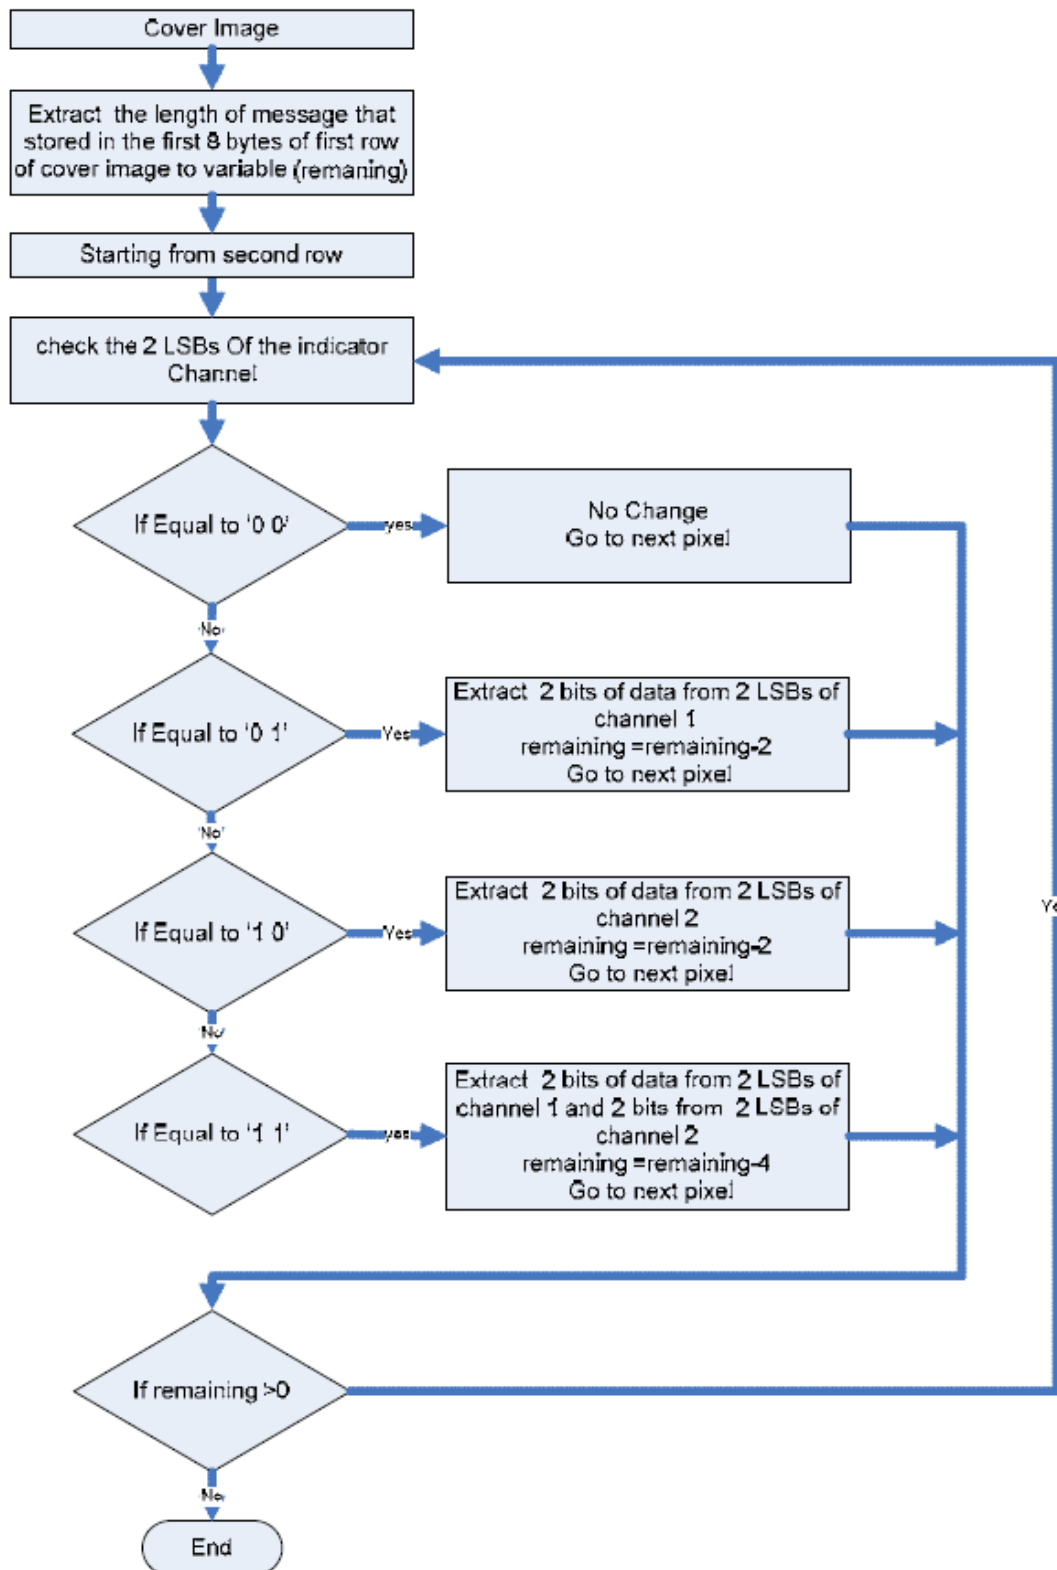 Cover Image
Extract the length of message that
stored in the first 8 bytes of first row
of cover image to variable (remaning)
Starting from second row
check the 2 LSBs Of the indicator
Channel
If Equal to '0 0'
yes
No Change
Go to next pixel
No
If Equal to '0 1'
Yes
Extract 2 bits of data from 2 LSBs of
channel 1
remaining =remaining-2
Go to next pixel
No
If Equal to '1 0'
Yes
Extract 2 bits of data from 2 LSBs of
channel 2
remaining =remaining-2
Go to next pixel
Ye
No
If Equal to '1 1'
yes
Extract 2 bits of data from 2 LSBs of
channel 1 and 2 bits from 2 LSBs of
channel 2
remaining =remaining-4
Go to next pixel
If remaining >0
No
End